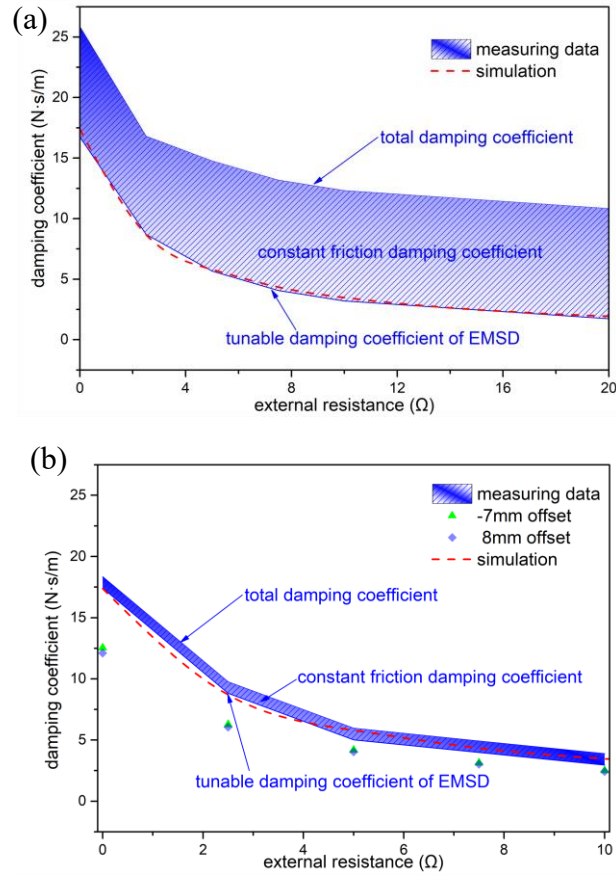 (a)
25
20
15
10
5
0
damping coefficient (N·s/m)
measuring data
simulation
total damping coefficient
constant friction damping coefficient
tunable damping coefficient of EMSD
0 4 8 12 16 20
external resistance (Ω)
(b)
25
20
15
10
5
0
damping coefficient (N·s/m)
measuring data
-7mm offset
8mm offset
simulation
total damping coefficient
constant friction damping coefficient
tunable damping coefficient of EMSD
0 2 4 6 8 10
external resistance (Ω)